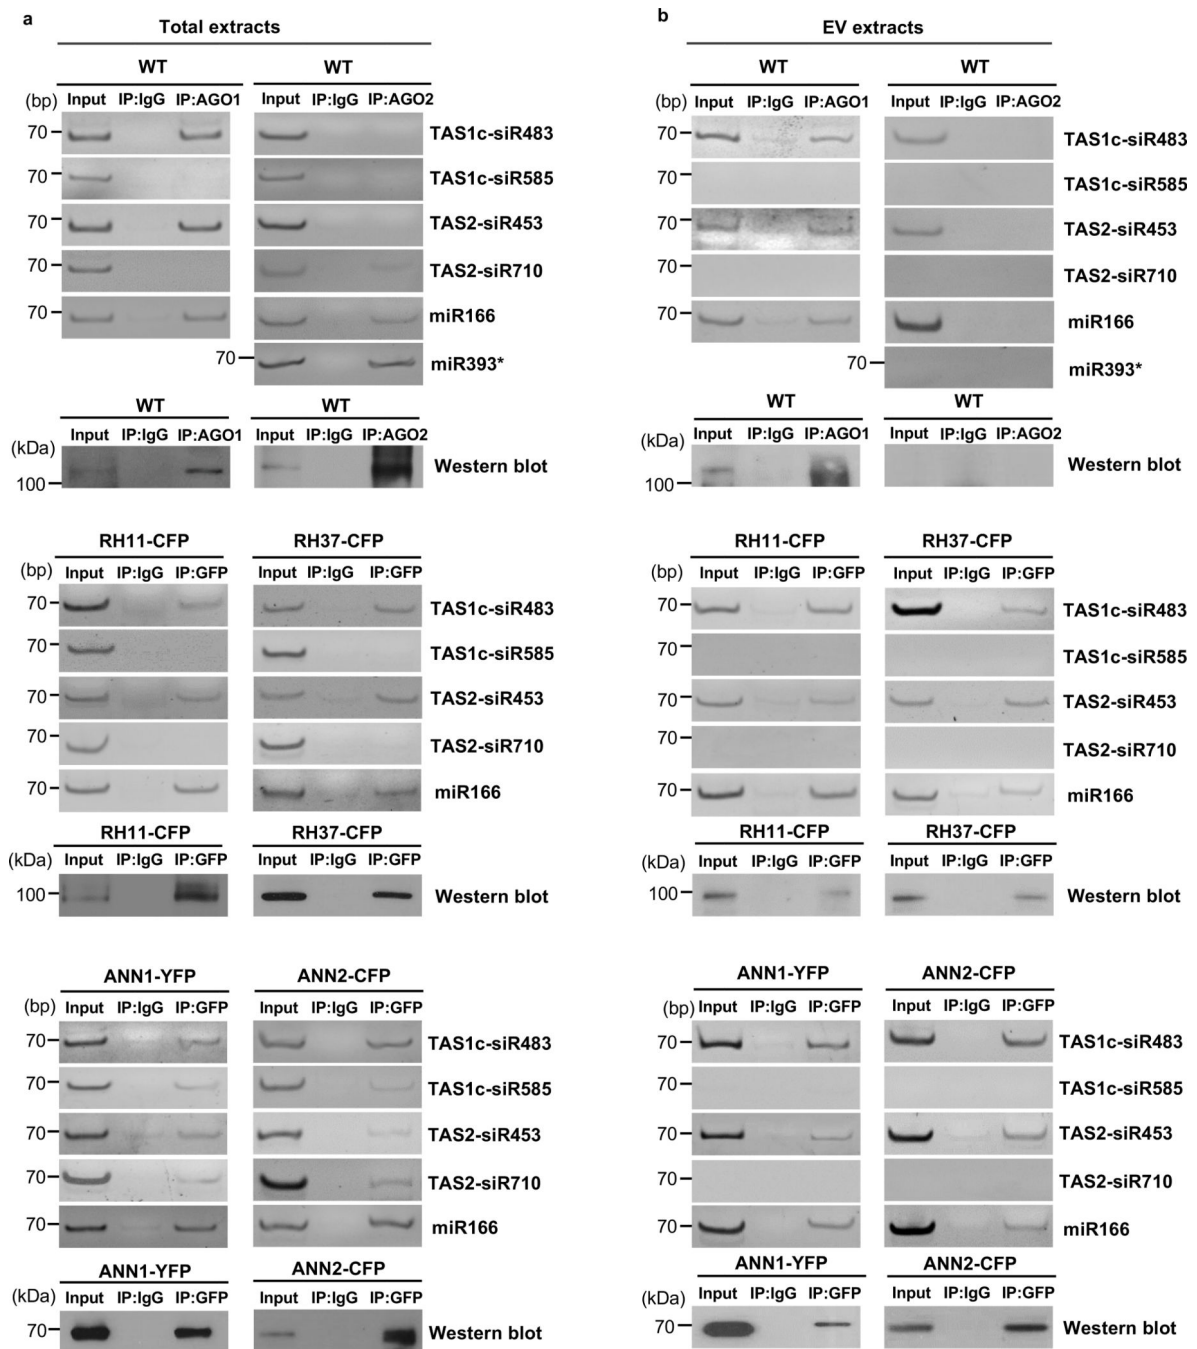 a
Total extracts
WT WT
(bp) Input IP:IgG IP:AGO1 Input IP:IgG IP:AGO2
70 TAS1c-siR483
70 TAS1c-siR585
70 TAS2-siR453
70 TAS2-siR710
70 miR166
70 miR393*
WT WT
(kDa) Input IP:IgG IP:AGO1 Input IP:IgG IP:AGO2
100 Western blot
RH11-CFP RH37-CFP
(bp) Input IP:IgG IP:GFP Input IP:IgG IP:GFP
70 TAS1c-siR483
70 TAS1c-siR585
70 TAS2-siR453
70 TAS2-siR710
70 miR166
RH11-CFP RH37-CFP
(kDa) Input IP:IgG IP:GFP Input IP:IgG IP:GFP
100 Western blot
ANN1-YFP ANN2-CFP
(bp) Input IP:IgG IP:GFP Input IP:IgG IP:GFP
70 TAS1c-siR483
70 TAS1c-siR585
70 TAS2-siR453
70 TAS2-siR710
70 miR166
ANN1-YFP ANN2-CFP
(kDa) Input IP:IgG IP:GFP Input IP:IgG IP:GFP
70 Western blot
b
EV extracts
WT WT
(bp) Input IP:IgG IP:AGO1 Input IP:IgG IP:AGO2
70 TAS1c-siR483
70 TAS1c-siR585
70 TAS2-siR453
70 TAS2-siR710
70 miR166
70 miR393*
WT WT
(kDa) Input IP:IgG IP:AGO1 Input IP:IgG IP:AGO2
100 Western blot
RH11-CFP RH37-CFP
(bp) Input IP:IgG IP:GFP Input IP:IgG IP:GFP
70 TAS1c-siR483
70 TAS1c-siR585
70 TAS2-siR453
70 TAS2-siR710
70 miR166
RH11-CFP RH37-CFP
(kDa) Input IP:IgG IP:GFP Input IP:IgG IP:GFP
100 Western blot
ANN1-YFP ANN2-CFP
(bp) Input IP:IgG IP:GFP Input IP:IgG IP:GFP
70 TAS1c-siR483
70 TAS1c-siR585
70 TAS2-siR453
70 TAS2-siR710
70 miR166
ANN1-YFP ANN2-CFP
(kDa) Input IP:IgG IP:GFP Input IP:IgG IP:GFP
70 Western blot